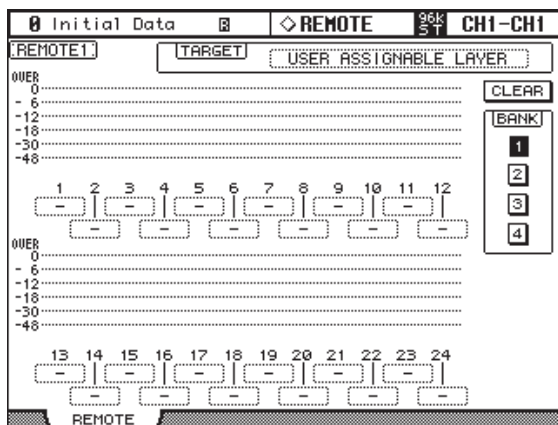 0 Initial Data R ◇REMOTE 96k ST CH1-CH1
REMOTE1 TARGET USER ASSIGNABLE LAYER
CLEAR
BANK
1
2
3
4
OVER
0
-6
-12
-18
-30
-48
1 2 3 4 5 6 7 8 9 10 11 12
- - - - - -
- - - - - -
OVER
0
-6
-12
-18
-30
-48
13 14 15 16 17 18 19 20 21 22 23 24
- - - - - -
- - - - - -
REMOTE